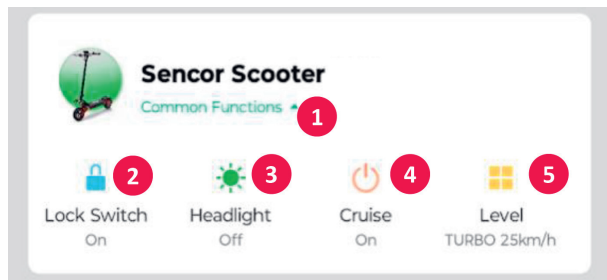 Sencor Scooter
Common Functions
1
2
3
4
5
Lock Switch
Headlight
Cruise
Level
On
Off
On
TURBO 25km/h